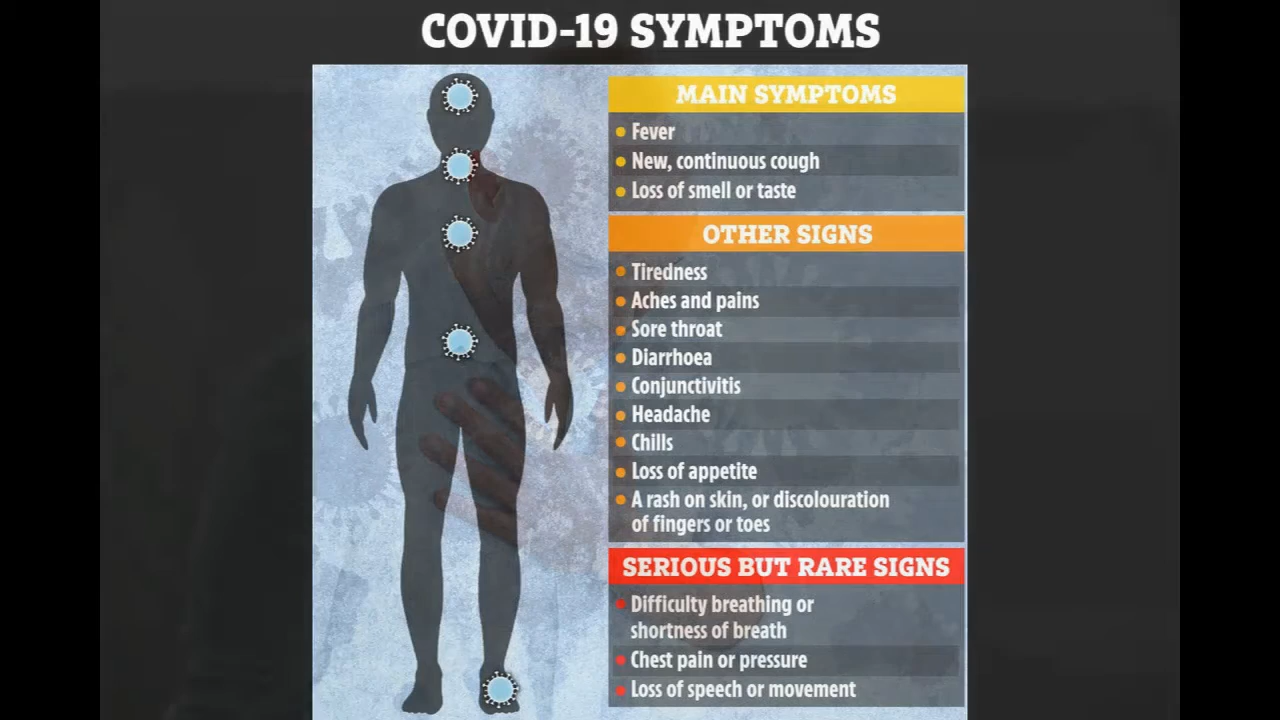 COVID-19 SYMPTOMS
MAIN SYMPTOMS
Fever
New, continuous cough
Loss of smell or taste
OTHER SIGNS
Tiredness
Aches and pains
Sore throat
Diarrhoea
Conjunctivitis
Headache
Chills
Loss of appetite
A rash on skin, or discolouration
of fingers or toes
SERIOUS BUT RARE SIGNS
Difficulty breathing or
shortness of breath
Chest pain or pressure
Loss of speech or movement